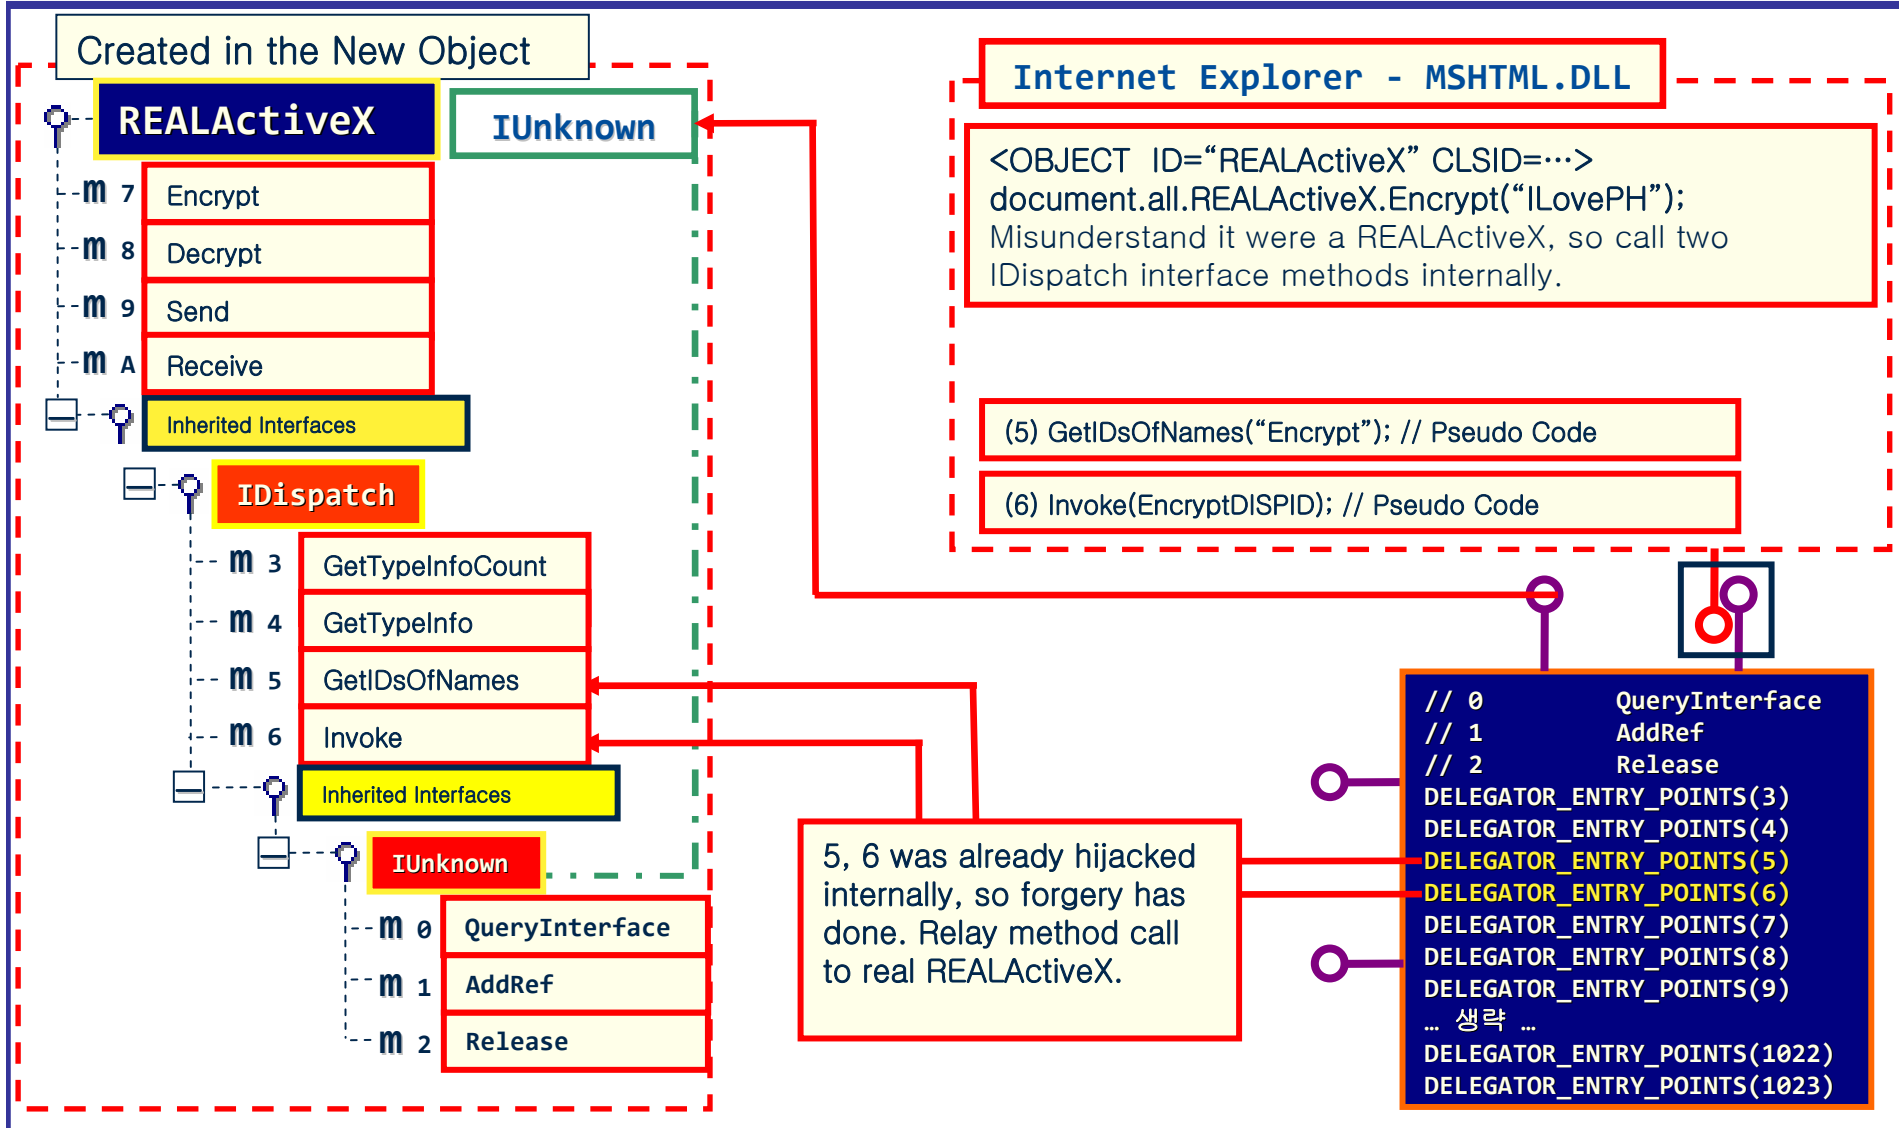 Created in the New Object
REALActiveX
IUnknown
m 7 Encrypt
m 8 Decrypt
m 9 Send
m A Receive
Inherited Interfaces
IDispatch
m 3 GetTypeInfoCount
m 4 GetTypeInfo
m 5 GetIDsOfNames
m 6 Invoke
Inherited Interfaces
IUnknown
m 0 QueryInterface
m 1 AddRef
m 2 Release
Internet Explorer - MSHTML.DLL
<OBJECT ID=“REALActiveX” CLSID=…>
document.all.REALActiveX.Encrypt(“ILovePH”);
Misunderstand it were a REALActiveX, so call two
IDispatch interface methods internally.
(5) GetIDsOfNames(“Encrypt”); // Pseudo Code
(6) Invoke(EncryptDISPID); // Pseudo Code
5, 6 was already hijacked
internally, so forgery has
done. Relay method call
to real REALActiveX.
// 0 QueryInterface
// 1 AddRef
// 2 Release
DELEGATOR_ENTRY_POINTS(3)
DELEGATOR_ENTRY_POINTS(4)
DELEGATOR_ENTRY_POINTS(5)
DELEGATOR_ENTRY_POINTS(6)
DELEGATOR_ENTRY_POINTS(7)
DELEGATOR_ENTRY_POINTS(8)
DELEGATOR_ENTRY_POINTS(9)
… 생략 …
DELEGATOR_ENTRY_POINTS(1022)
DELEGATOR_ENTRY_POINTS(1023)